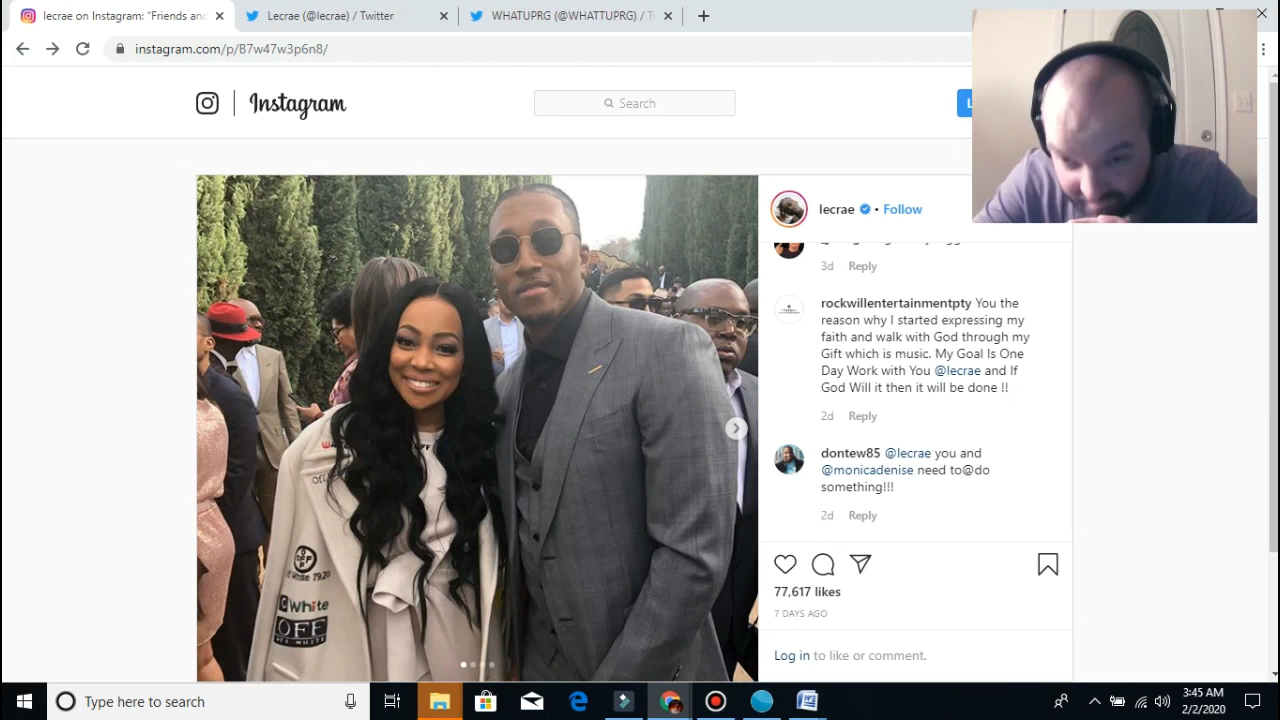 lecrae on Instagram: "Friends and
Lecrae (@lecrae) / Twitter
WHATUPRG (@WHATTUPRG) / T
instagram.com/p/B7w47w3p6n8/
Instagram
Search
lecrae • Follow
3d Reply
rockwillentertainmentpty You the
reason why I started expressing my
faith and walk with God through my
Gift which is music. My Goal Is One
Day Work with You @lecrae and If
God Will it then it will be done !!
2d Reply
dontew85 @lecrae you and
@monicadenise need to@do
something!!!
2d Reply
77,617 likes
7 DAYS AGO
Log in to like or comment.
OFF
White
OFF
Type here to search
3:45 AM
2/2/2020